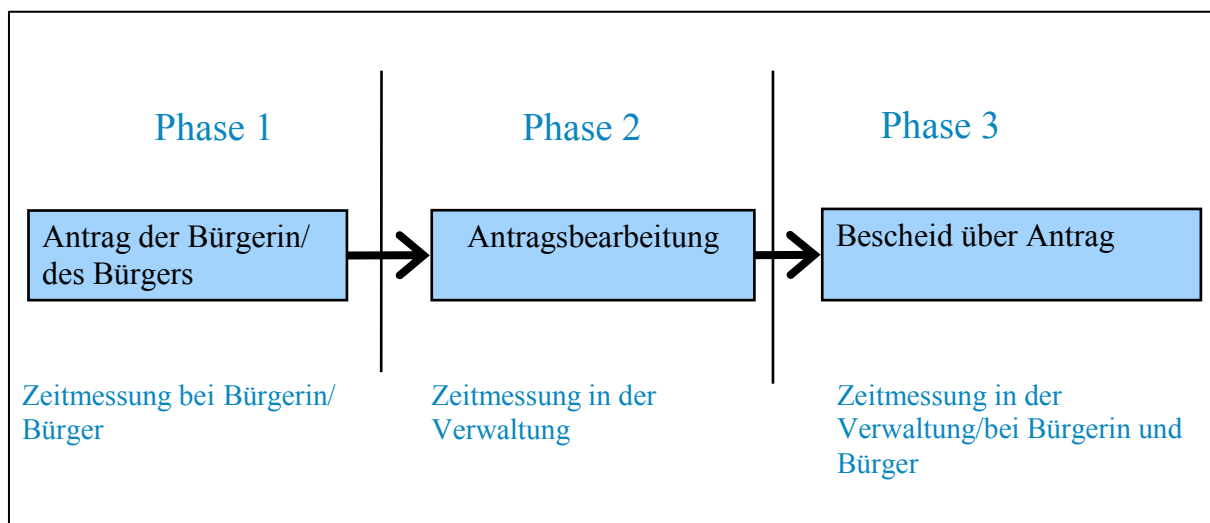 Phase 1
Phase 2
Phase 3
Antrag der Bürgerin/
des Bürgers
Antragsbearbeitung
Bescheid über Antrag
Zeitmessung bei Bürgerin/
Bürger
Zeitmessung in der
Verwaltung
Zeitmessung in der
Verwaltung/bei Bürgerin und
Bürger